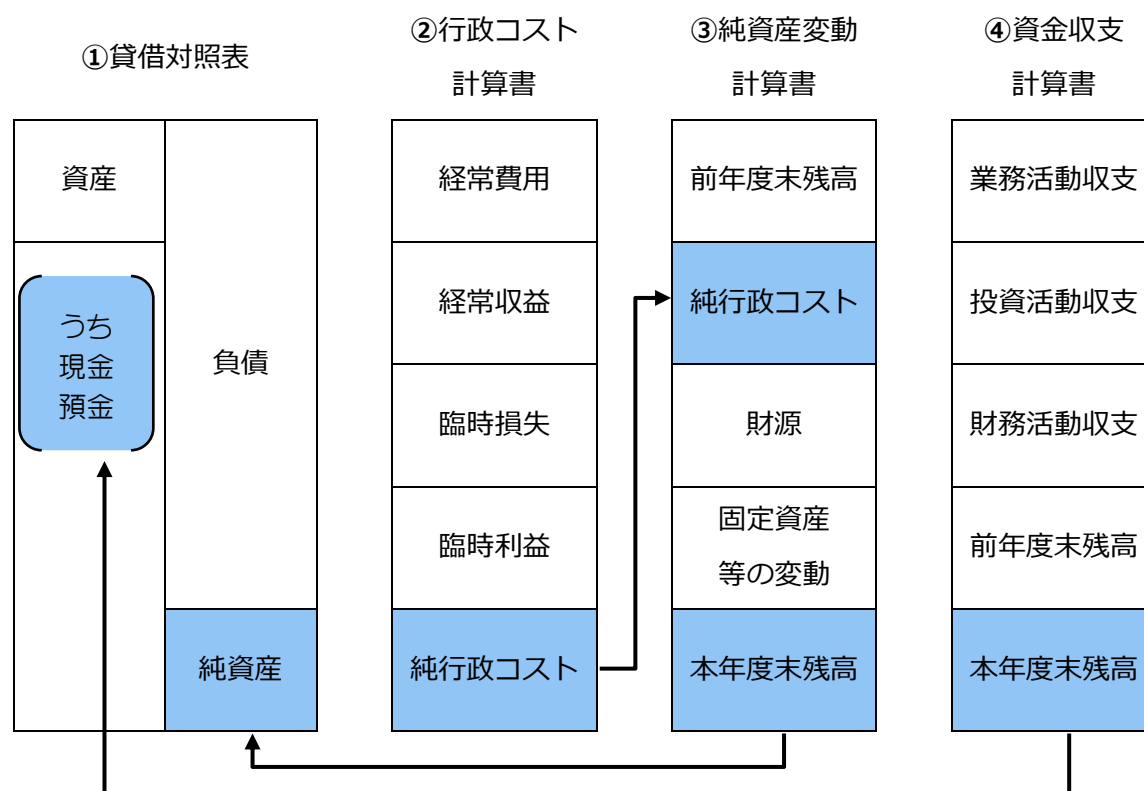 ①貸借対照表
資産
うち
現金
預金
負債
純資産
②行政コスト
計算書
経常費用
経常収益
臨時損失
臨時利益
純行政コスト
③純資産変動
計算書
前年度末残高
純行政コスト
財源
固定資産
等の変動
本年度末残高
④資金収支
計算書
業務活動収支
投資活動収支
財務活動収支
前年度末残高
本年度末残高